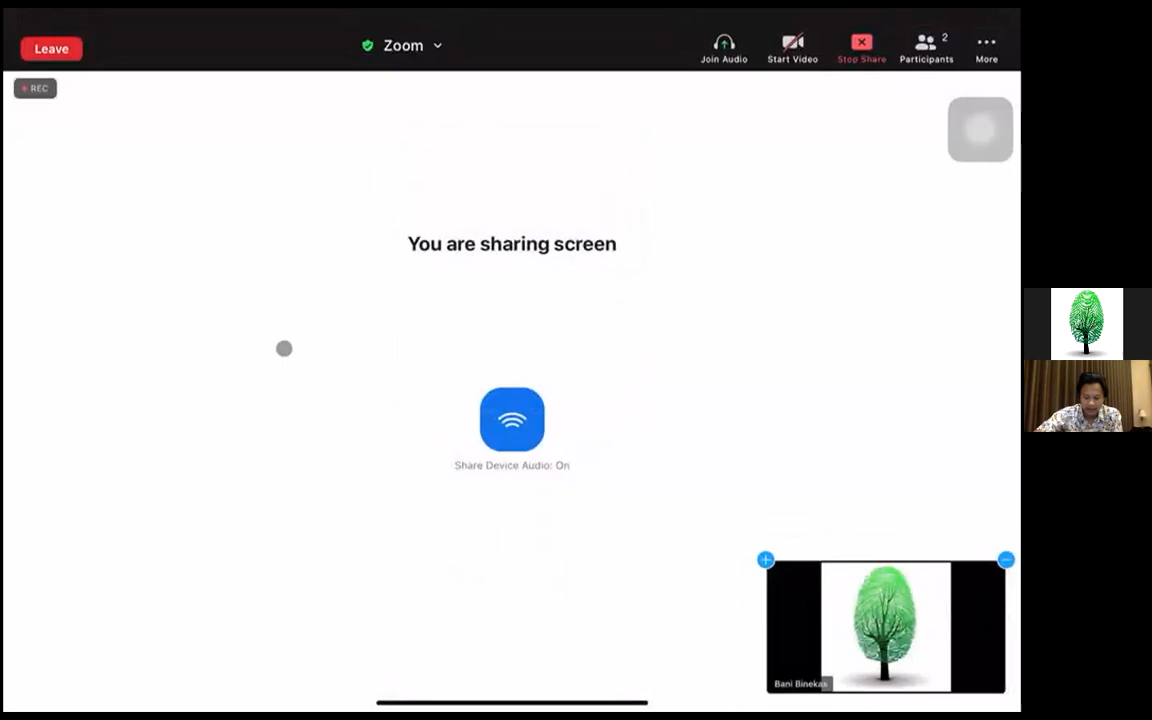 Leave
Zoom
Join Audio
Start Video
Stop Share
2
Participants
More
REC
You are sharing screen
Share Device Audio: On
Bani Binekas